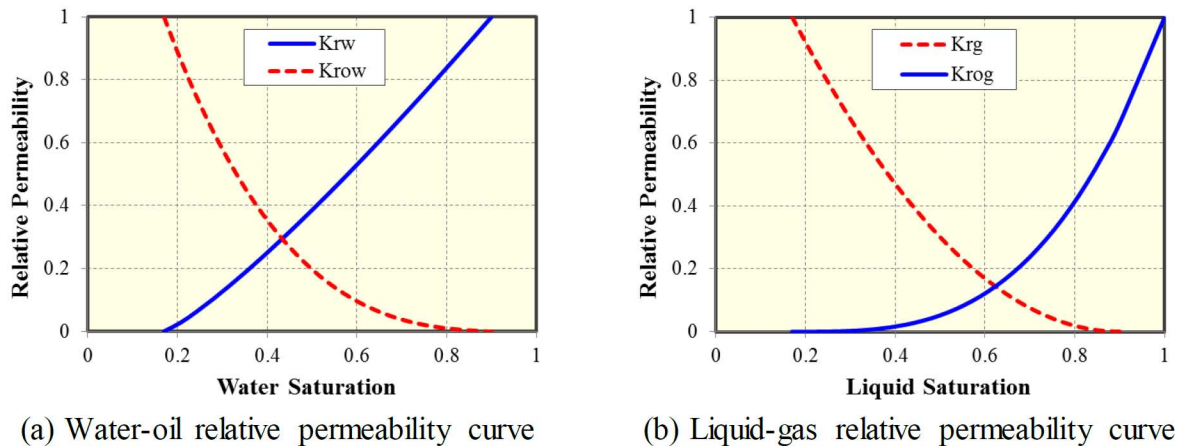 1
0.8
0.6
0.4
0.2
0
0 0.2 0.4 0.6 0.8 1
Relative Permeability
Water Saturation
Krw
Krow
(a) Water-oil relative permeability curve
1
0.8
0.6
0.4
0.2
0
0 0.2 0.4 0.6 0.8 1
Relative Permeability
Liquid Saturation
Krg
Krog
(b) Liquid-gas relative permeability curve